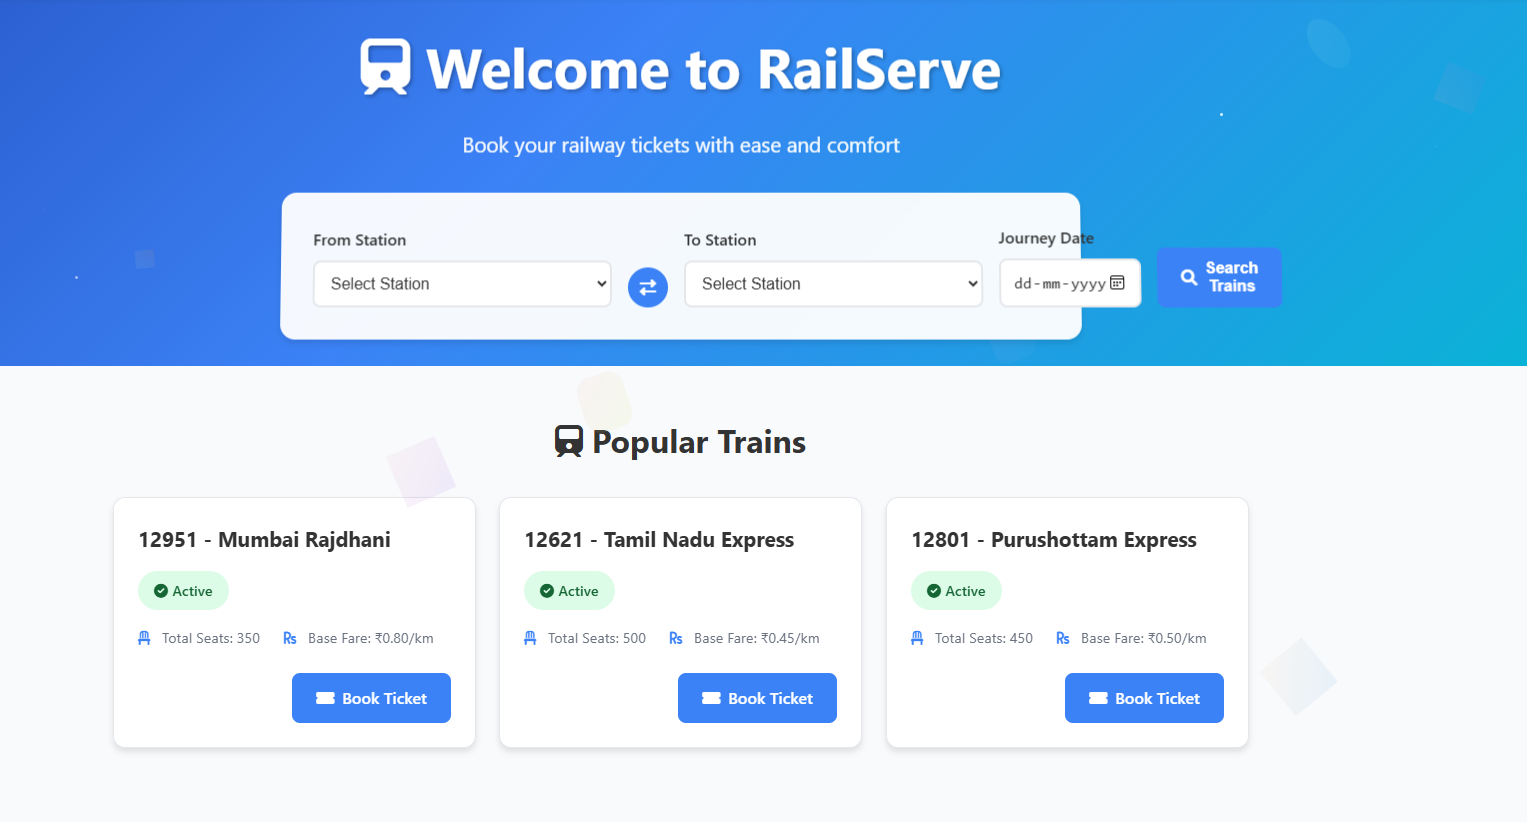 Welcome to RailServe
Book your railway tickets with ease and comfort
From Station
To Station
Journey Date
Select Station
Select Station
dd-mm-yyyy
Search
Trains
Popular Trains
12951 - Mumbai Rajdhani
Active
Total Seats: 350
Rs
Base Fare: ₹0.80/km
Book Ticket
12621 - Tamil Nadu Express
Active
Total Seats: 500
Rs
Base Fare: ₹0.45/km
Book Ticket
12801 - Purushottam Express
Active
Total Seats: 450
Rs
Base Fare: ₹0.50/km
Book Ticket